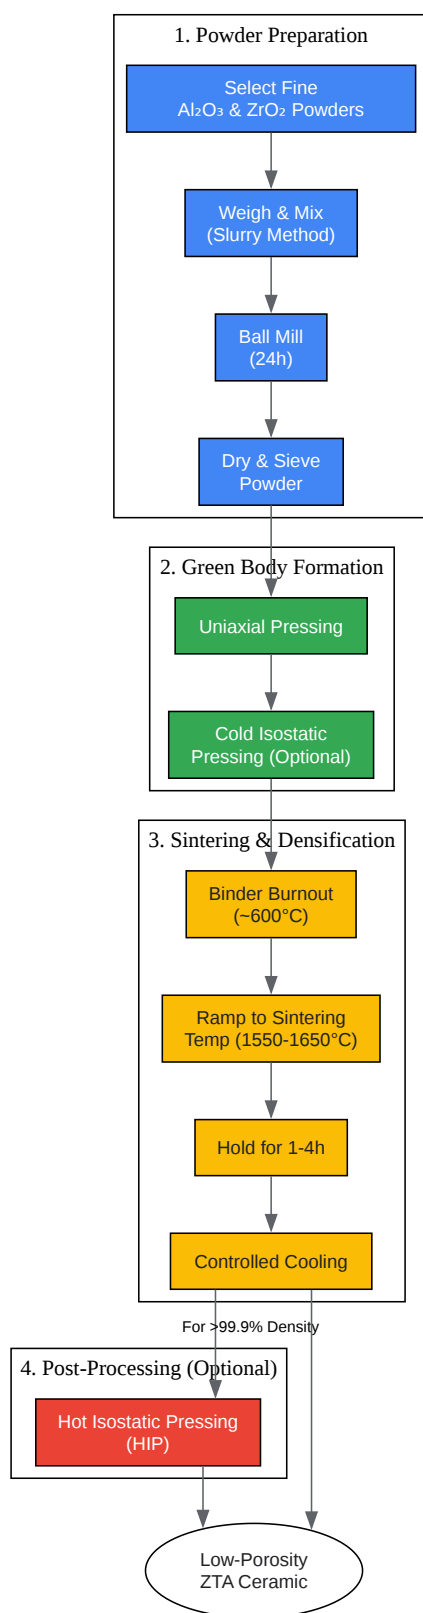 1. Powder Preparation
Select Fine
Al₂O₃ & ZrO₂ Powders
Weigh & Mix
(Slurry Method)
Ball Mill
(24h)
Dry & Sieve
Powder
2. Green Body Formation
Uniaxial Pressing
Cold Isostatic
Pressing (Optional)
3. Sintering & Densification
Binder Burnout
(~600°C)
Ramp to Sintering
Temp (1550-1650°C)
Hold for 1-4h
Controlled Cooling
For >99.9% Density
4. Post-Processing (Optional)
Hot Isostatic Pressing
(HIP)
Low-Porosity
ZTA Ceramic